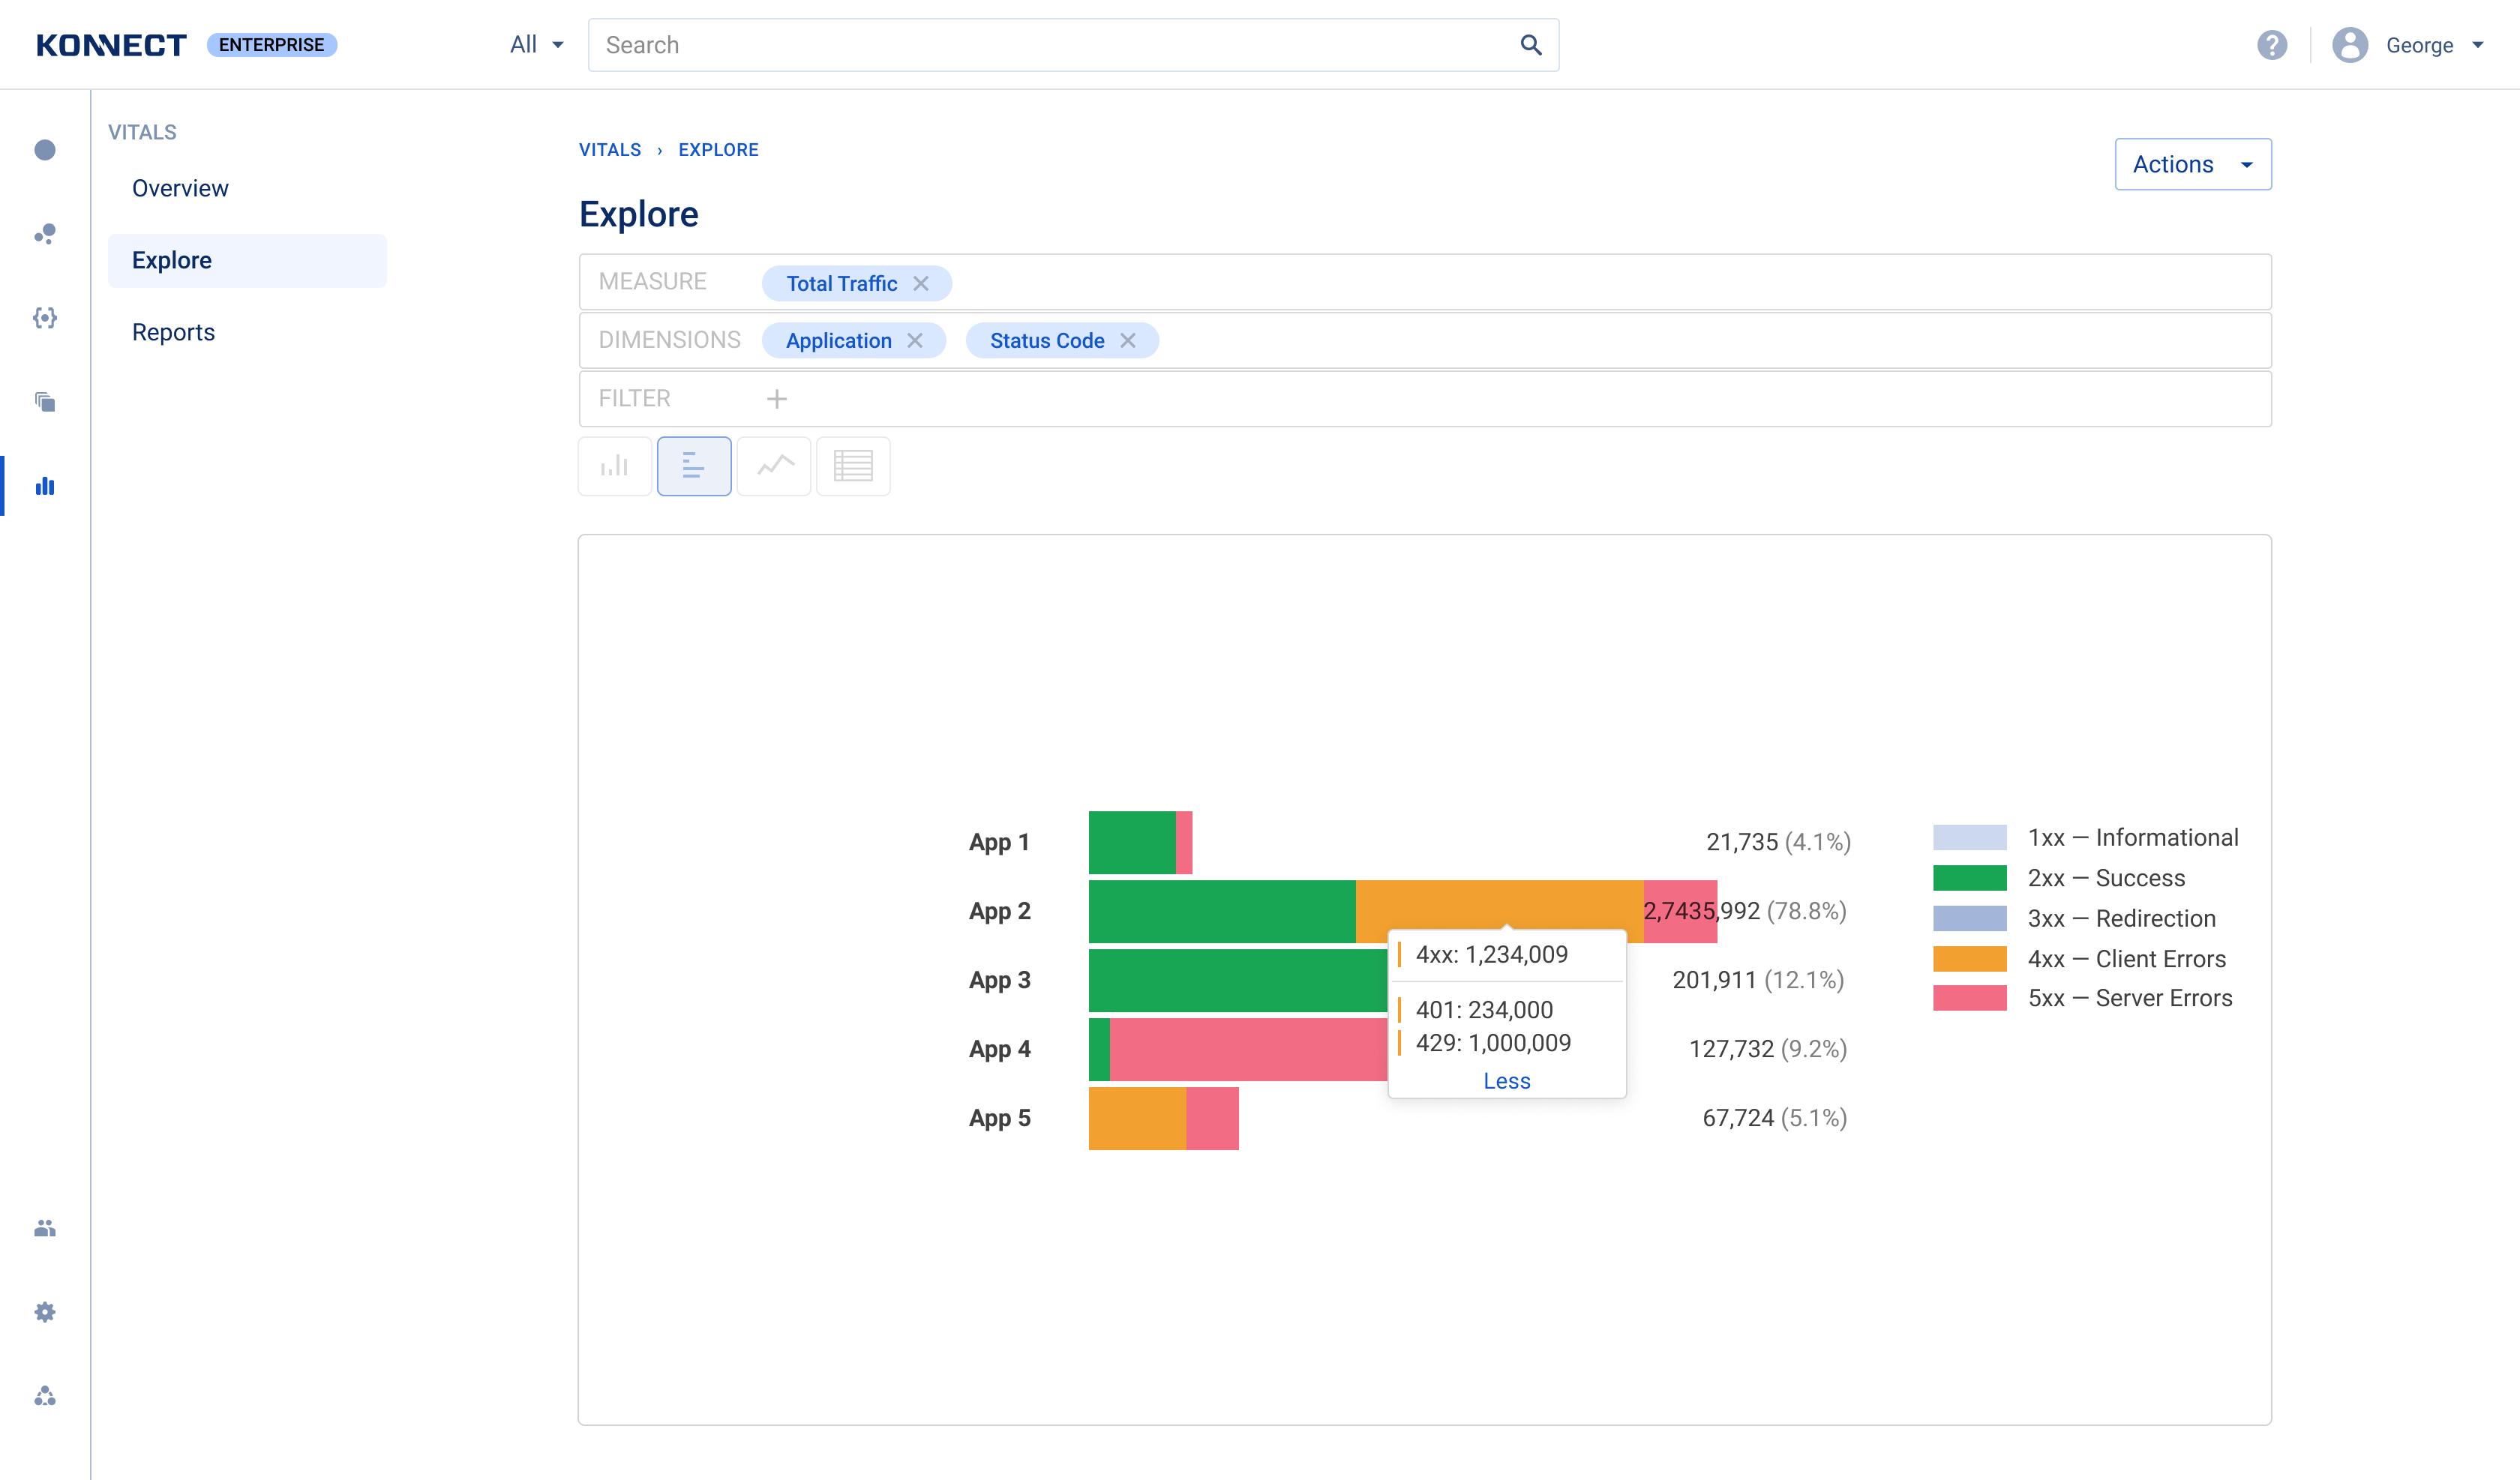 KONNECT ENTERPRISE All Search George
VITALS
Overview
Explore
Reports
VITALS › EXPLORE
Actions
Explore
MEASURE Total Traffic
DIMENSIONS Application Status Code
FILTER
App 1 21,735 (4.1%)
App 2 2,7435,992 (78.8%)
App 3 201,911 (12.1%)
App 4 127,732 (9.2%)
App 5 67,724 (5.1%)
4xx: 1,234,009
401: 234,000
429: 1,000,009
Less
1xx — Informational
2xx — Success
3xx — Redirection
4xx — Client Errors
5xx — Server Errors